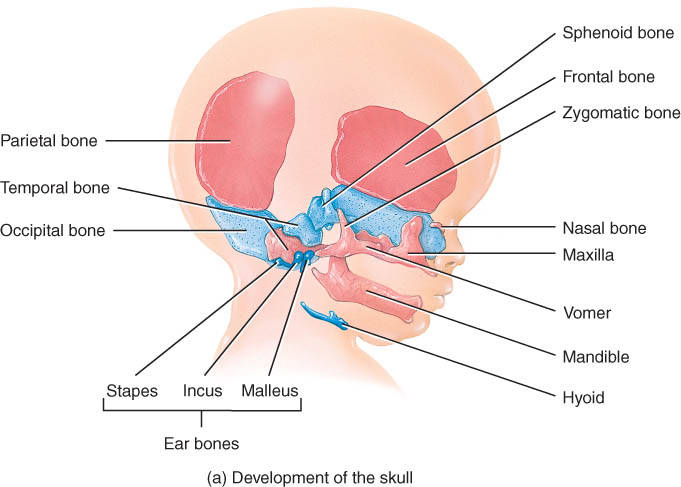 Sphenoid bone
Frontal bone
Zygomatic bone
Parietal bone
Temporal bone
Occipital bone
Nasal bone
Maxilla
Vomer
Mandible
Hyoid
Stapes Incus Malleus
Ear bones
(a) Development of the skull